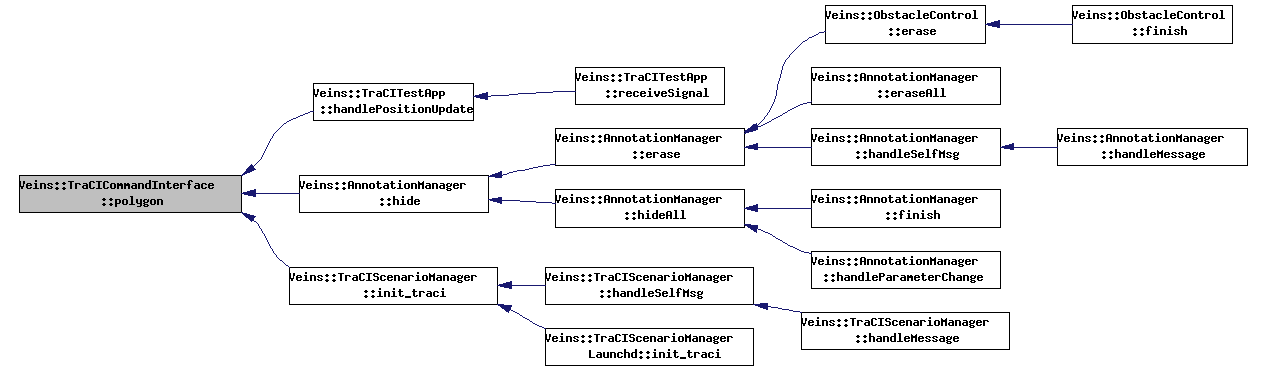 Veins::ObstacleControl
::erase
Veins::ObstacleControl
::finish
Veins::TraCITestApp
::handlePositionUpdate
Veins::TraCITestApp
::receiveSignal
Veins::AnnotationManager
::eraseAll
Veins::AnnotationManager
::erase
Veins::AnnotationManager
::handleSelfMsg
Veins::AnnotationManager
::handleMessage
Veins::TraCICommandInterface
::polygon
Veins::AnnotationManager
::hide
Veins::AnnotationManager
::hideAll
Veins::AnnotationManager
::finish
Veins::AnnotationManager
::handleParameterChange
Veins::TraCIScenarioManager
::init_traci
Veins::TraCIScenarioManager
::handleSelfMsg
Veins::TraCIScenarioManager
::handleMessage
Veins::TraCIScenarioManager
Launchd::init_traci